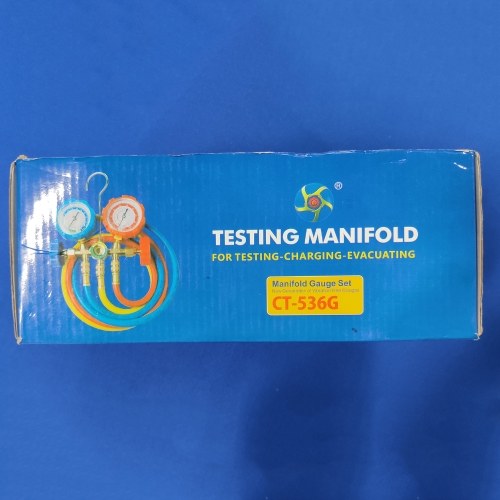 ®
TESTING MANIFOLD
FOR TESTING-CHARGING-EVACUATING
Manifold Gauge Set
CT-536G